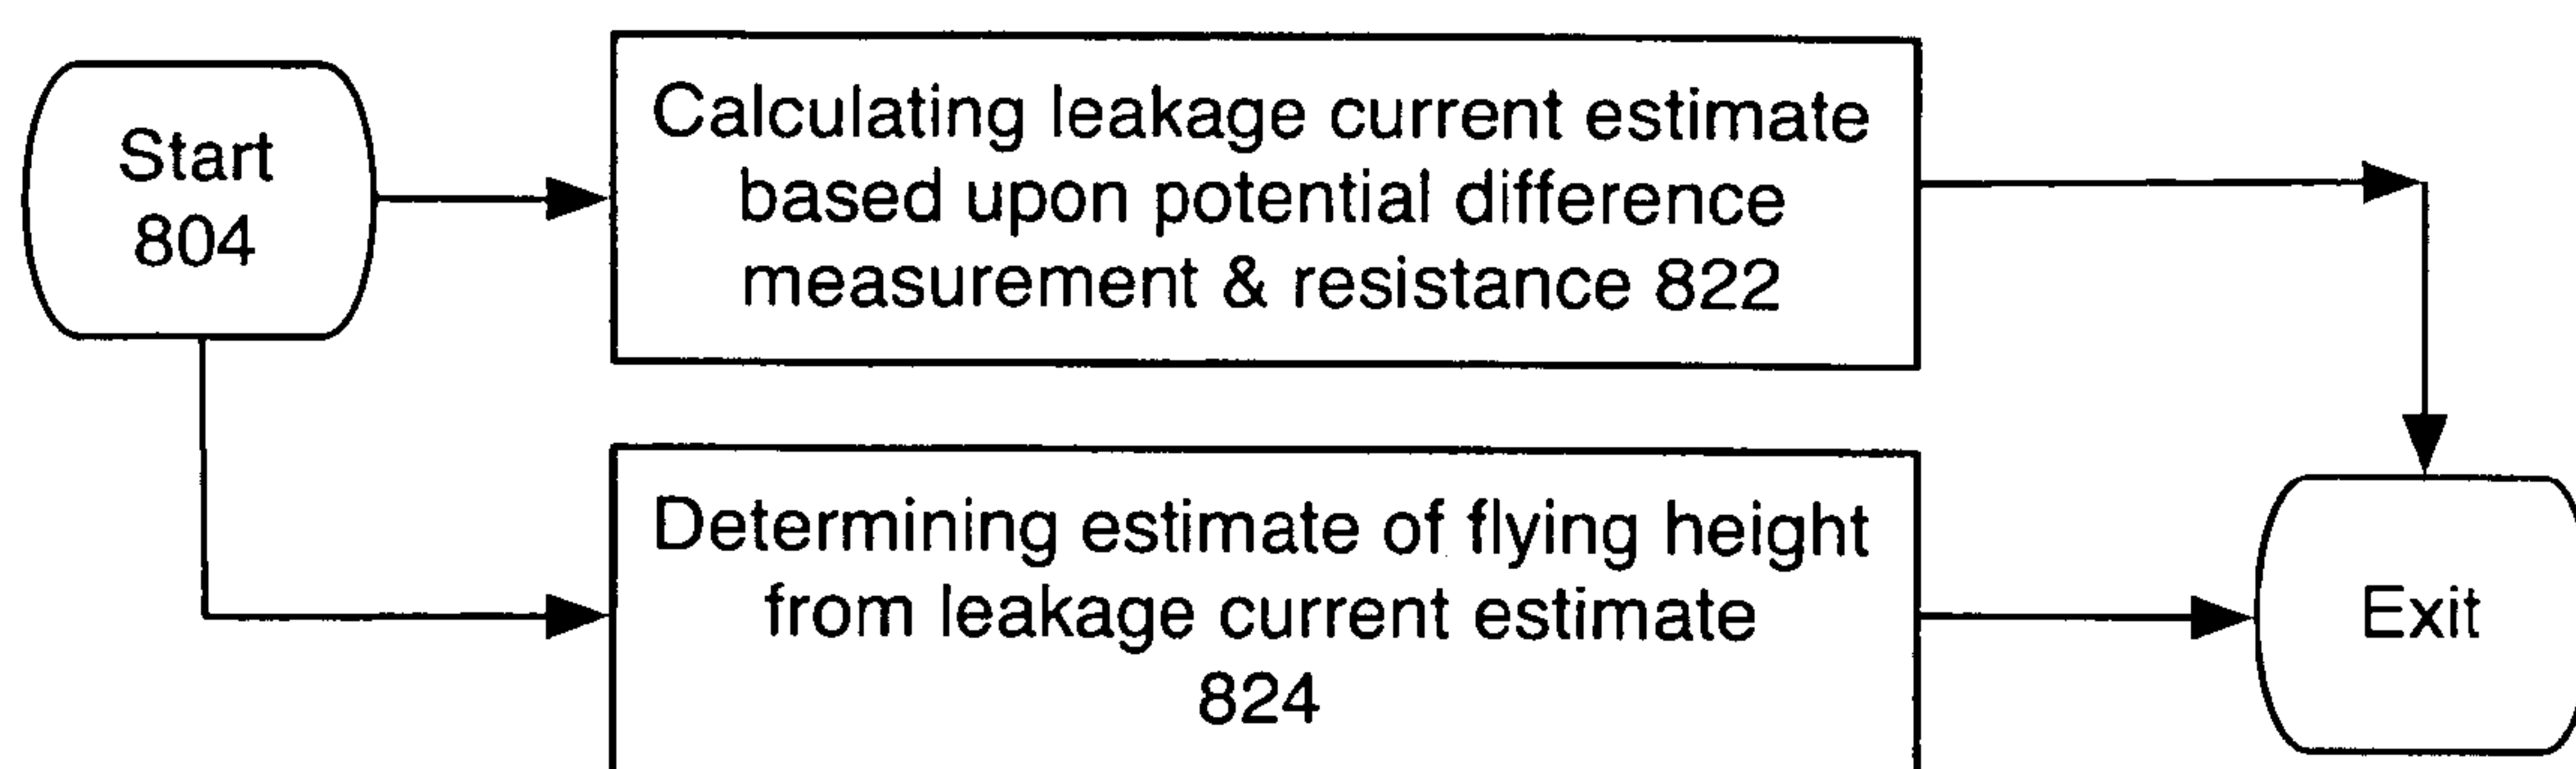 Start
804
Calculating leakage current estimate
based upon potential difference
measurement & resistance 822
Determining estimate of flying height
from leakage current estimate
824
Exit